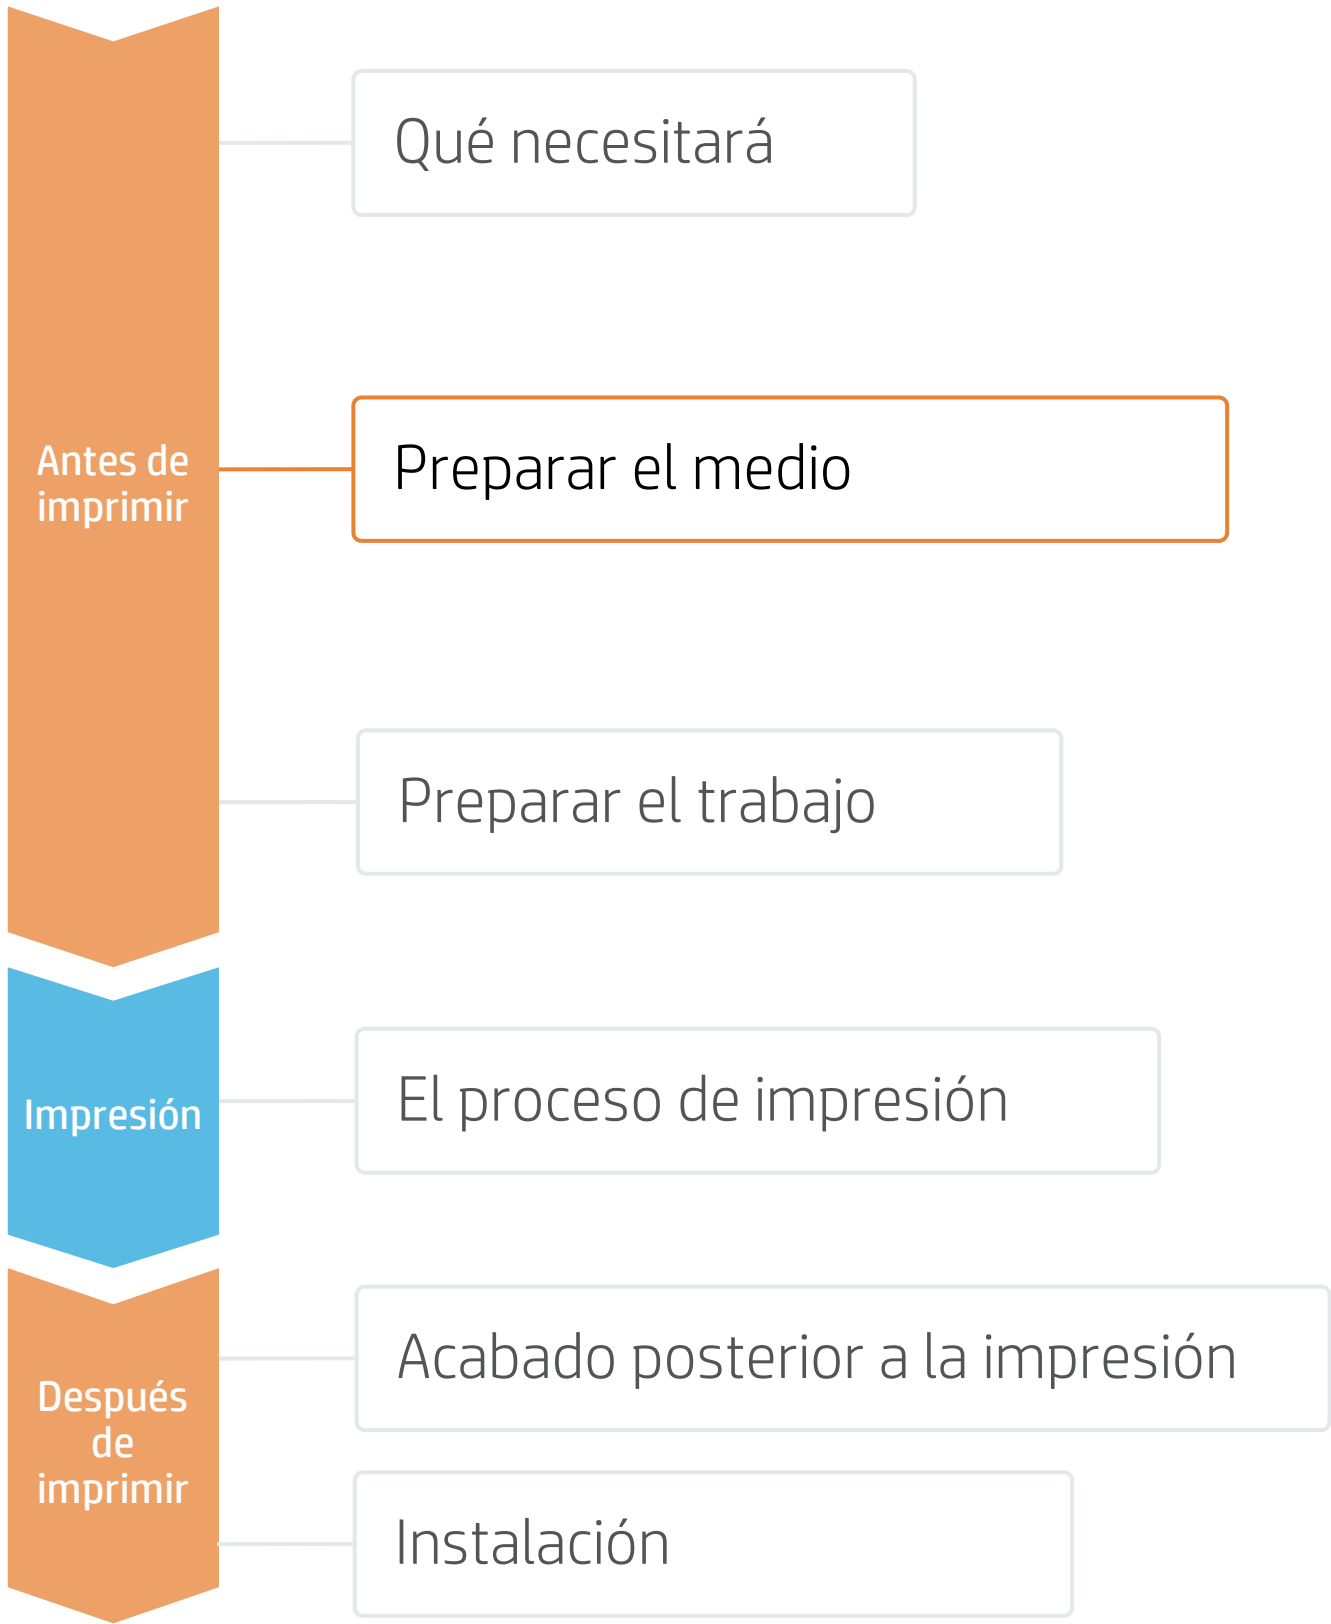 Qué necesitará
Antes de
imprimir
Preparar el medio
Preparar el trabajo
Impresión
El proceso de impresión
Después
de
imprimir
Acabado posterior a la impresión
Instalación